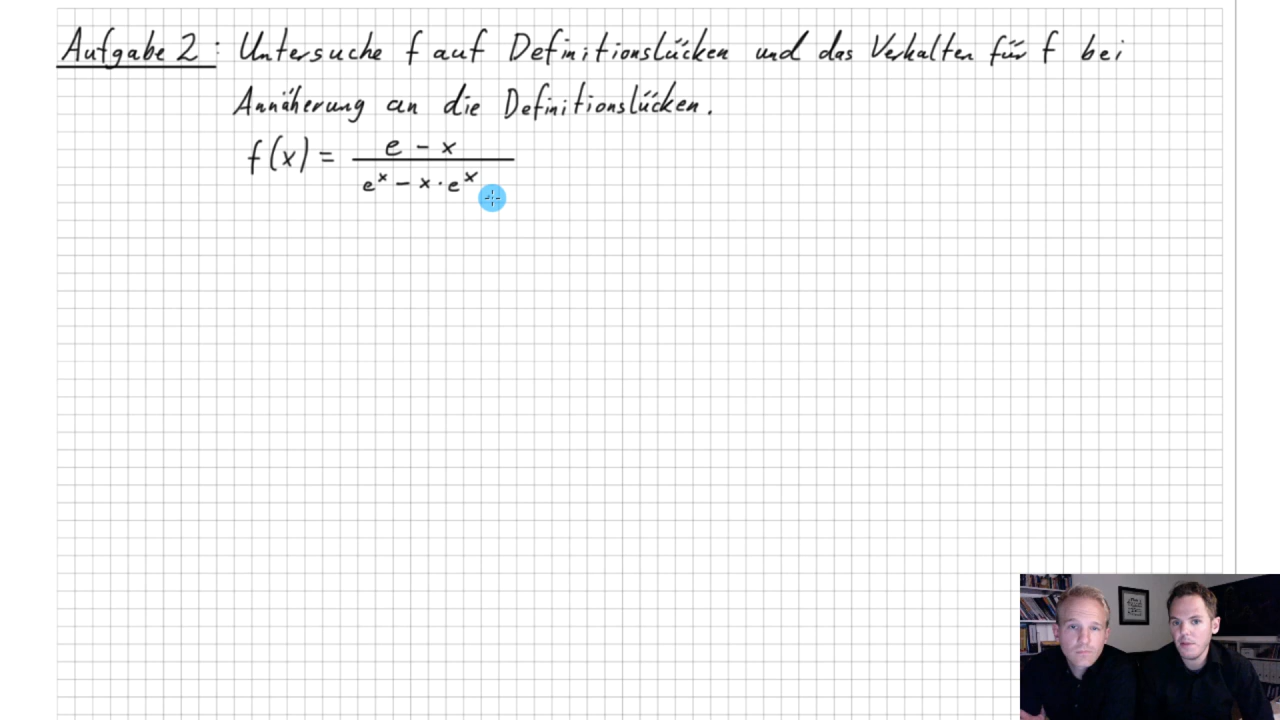 Aufgabe 2: Untersuche f auf Definitionslücken und das Verhalten für f bei
Annäherung an die Definitionslücken.
f(x) = (e - x) / (e^x - x · e^x)